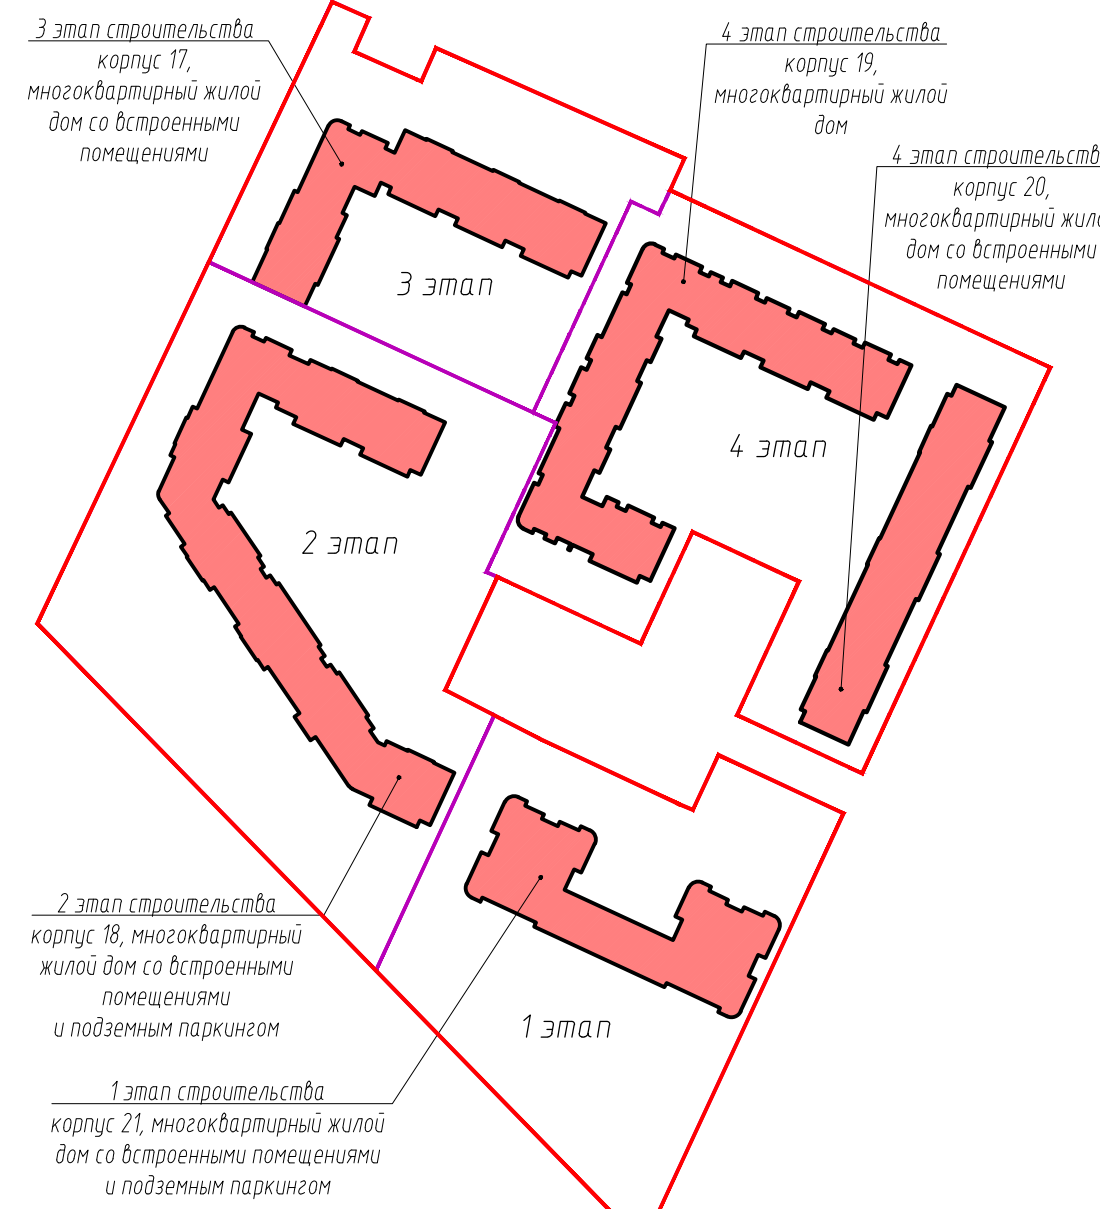 3 этап строительства
корпус 17,
многоквартирный жилой
дом со встроенными
помещениями
4 этап строительства
корпус 19,
многоквартирный жилой
дом
4 этап строительств
корпус 20,
многоквартирный жил
дом со встроенными
помещениями
3 этап
4 этап
2 этап
2 этап строительства
корпус 18, многоквартирный
жилой дом со встроенными
помещениями
и подземным паркингом
1 этап
1 этап строительства
корпус 21, многоквартирный жилой
дом со встроенными помещениями
и подземным паркингом